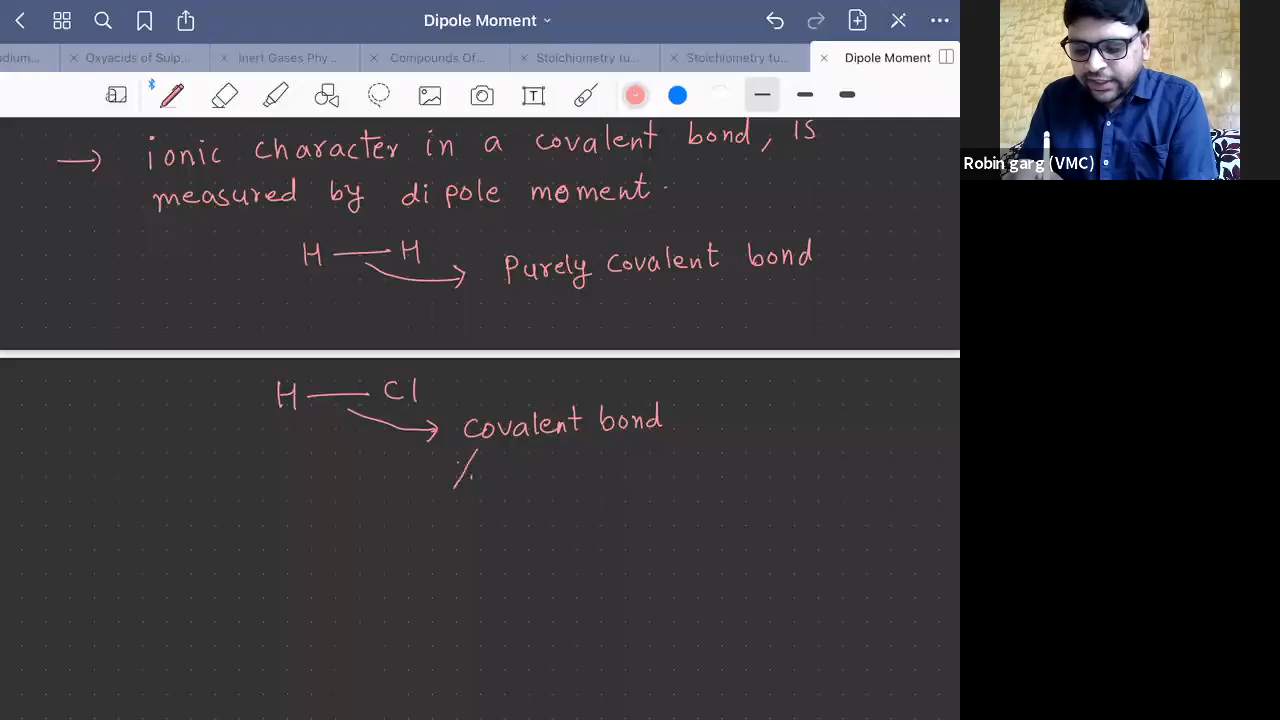 Dipole Moment
odium...
Oxyacids of Sulp...
Inert Gases Phy...
Compounds Of...
Stoichiometry tu...
Stoichiometry tu...
Dipole Moment
T
→ ionic character in a covalent bond, is
measured by dipole moment.
H — H → Purely covalent bond
H — Cl → covalent bond
%
Robin garg (VMC)